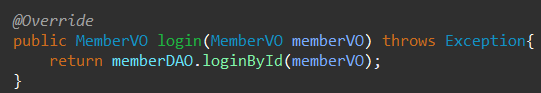 @Override
public MemberVO login(MemberVO memberVO) throws Exception{
    return memberDAO.loginById(memberVO);
}